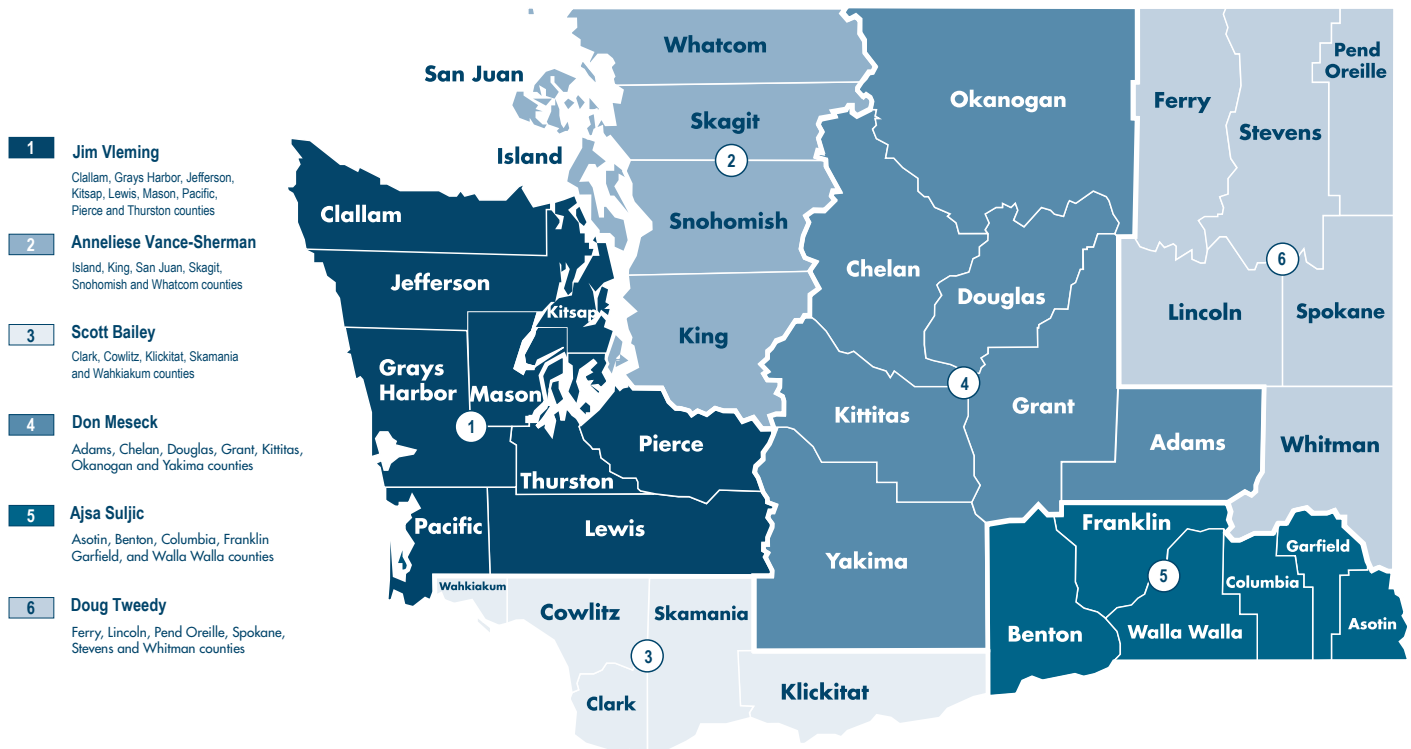 1
Jim Vleming
Clallam, Grays Harbor, Jefferson,
Kitsap, Lewis, Mason, Pacific,
Pierce and Thurston counties
2
Anneliese Vance-Sherman
Island, King, San Juan, Skagit,
Snohomish and Whatcom counties
3
Scott Bailey
Clark, Cowlitz, Klickitat, Skamania
and Wahkiakum counties
4
Don Meseck
Adams, Chelan, Douglas, Grant, Kittitas,
Okanogan and Yakima counties
5
Ajsa Suljic
Asotin, Benton, Columbia, Franklin
Garfield, and Walla Walla counties
6
Doug Tweedy
Ferry, Lincoln, Pend Oreille, Spokane,
Stevens and Whitman counties
Whatcom
San Juan
Skagit
Island
2
Snohomish
King
Clallam
Jefferson
Kitsap
Grays
Harbor
Mason
1
Pierce
Thurston
Pacific
Lewis
Wahkiakum
Cowlitz
Skamania
3
Clark
Klickitat
Okanogan
Chelan
Douglas
4
Kittitas
Grant
Adams
Yakima
Ferry
Stevens
Pend
Oreille
6
Lincoln
Spokane
Whitman
Franklin
5
Benton
Walla Walla
Columbia
Garfield
Asotin